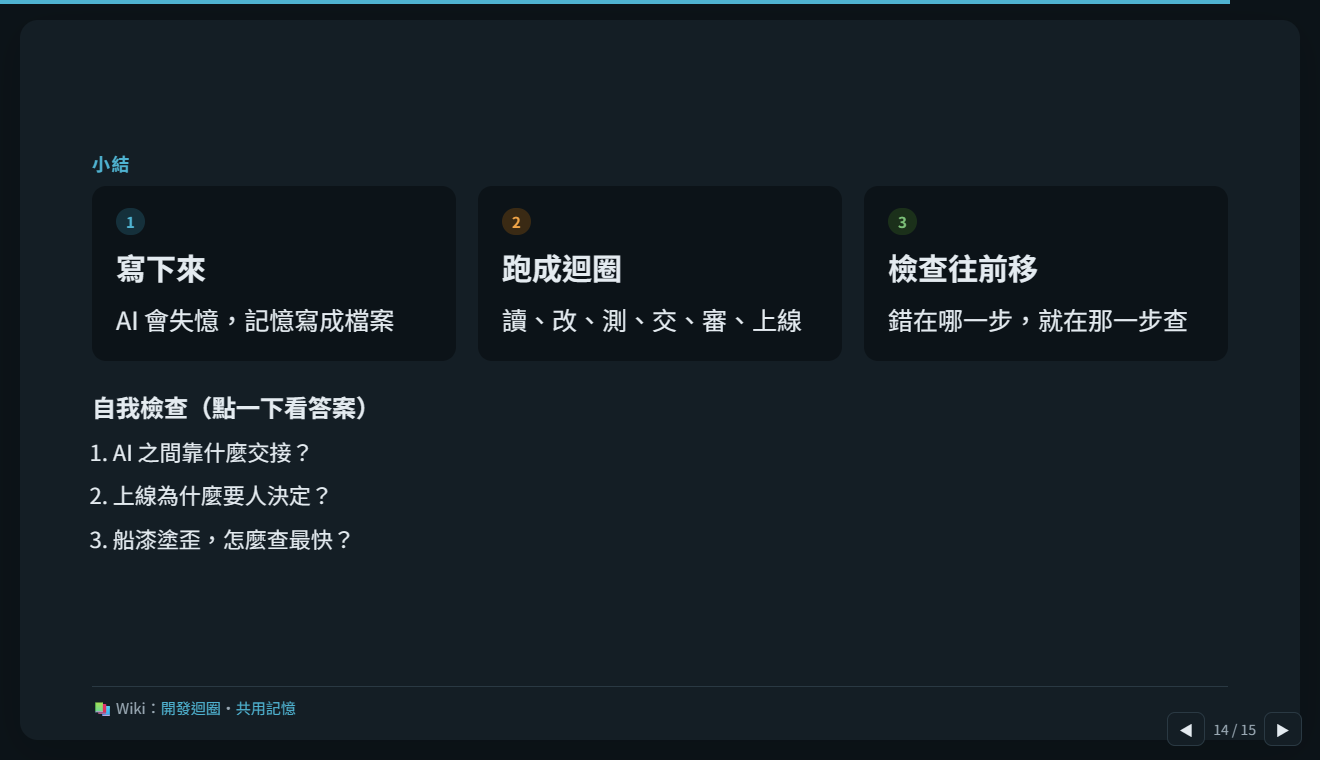 小結
1
寫下來
AI 會失憶，記憶寫成檔案
2
跑成迴圈
讀、改、測、交、審、上線
3
檢查往前移
錯在哪一步，就在那一步查
自我檢查（點一下看答案）
1. AI 之間靠什麼交接？
2. 上線為什麼要人決定？
3. 船漆塗歪，怎麼查最快？
Wiki：開發迴圈・共用記憶
14 / 15